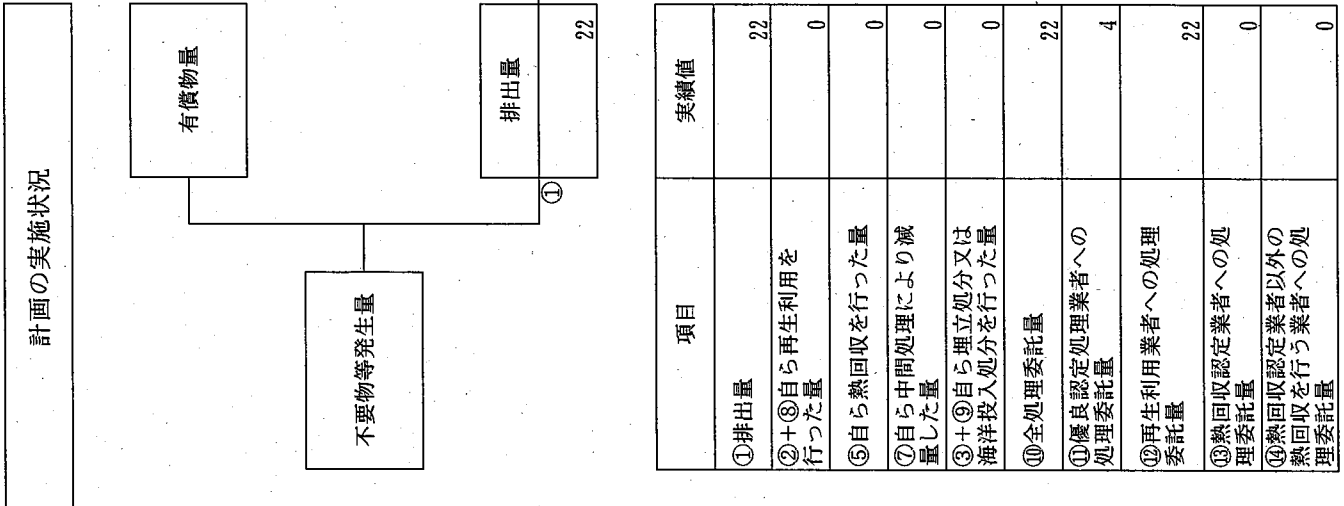 計画の実施状況
有償物量
不要物等発生量
排出量
①
22
項目
実績値
①排出量
22
②+⑧自ら再生利用を
行った量
0
⑤自ら熱回収を行った量
0
⑦自ら中間処理により減
量した量
0
③+⑨自ら埋立処分又は
海洋投入処分を行った量
0
⑩全処理委託量
22
⑪優良認定処理業者への
処理委託量
4
⑫再生利用業者への処理
委託量
22
⑬熱回収認定業者への処
理委託量
0
⑭熱回収認定業者以外の
熱回収を行う業者への処
理委託量
0